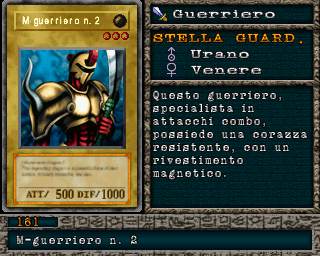 M-guerriero n. 2
ATT/ 500 DIF/1000
Guerriero
STELLA GUARD.
♂ Urano
♀ Venere
Questo guerriero,
specialista in
attacchi combo,
possiede una corazza
resistente, con un
rivestimento
magnetico.
161
M-guerriero n. 2